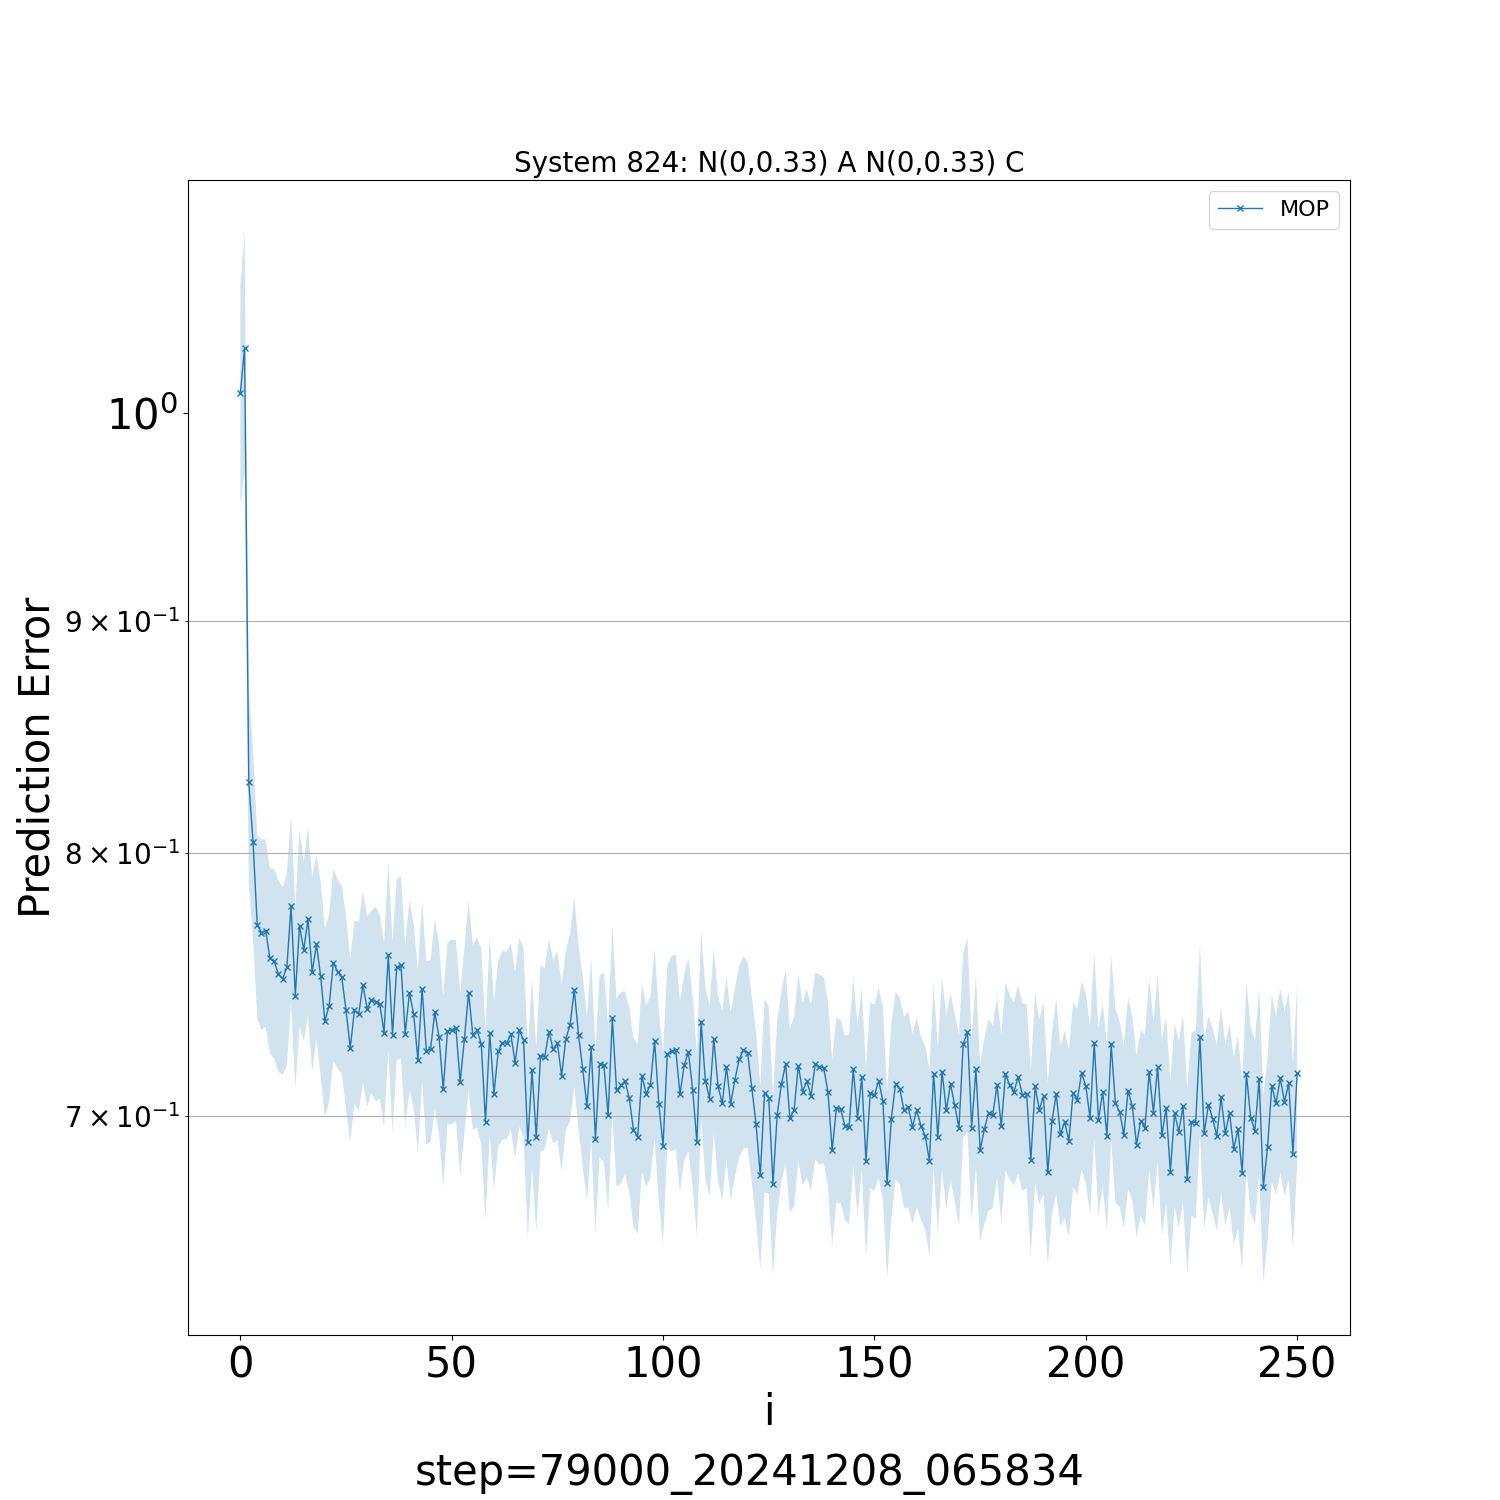 System 824: N(0,0.33) A N(0,0.33) C
MOP
10⁰
9 × 10⁻¹
8 × 10⁻¹
7 × 10⁻¹
Prediction Error
0 50 100 150 200 250
i
step=79000_20241208_065834